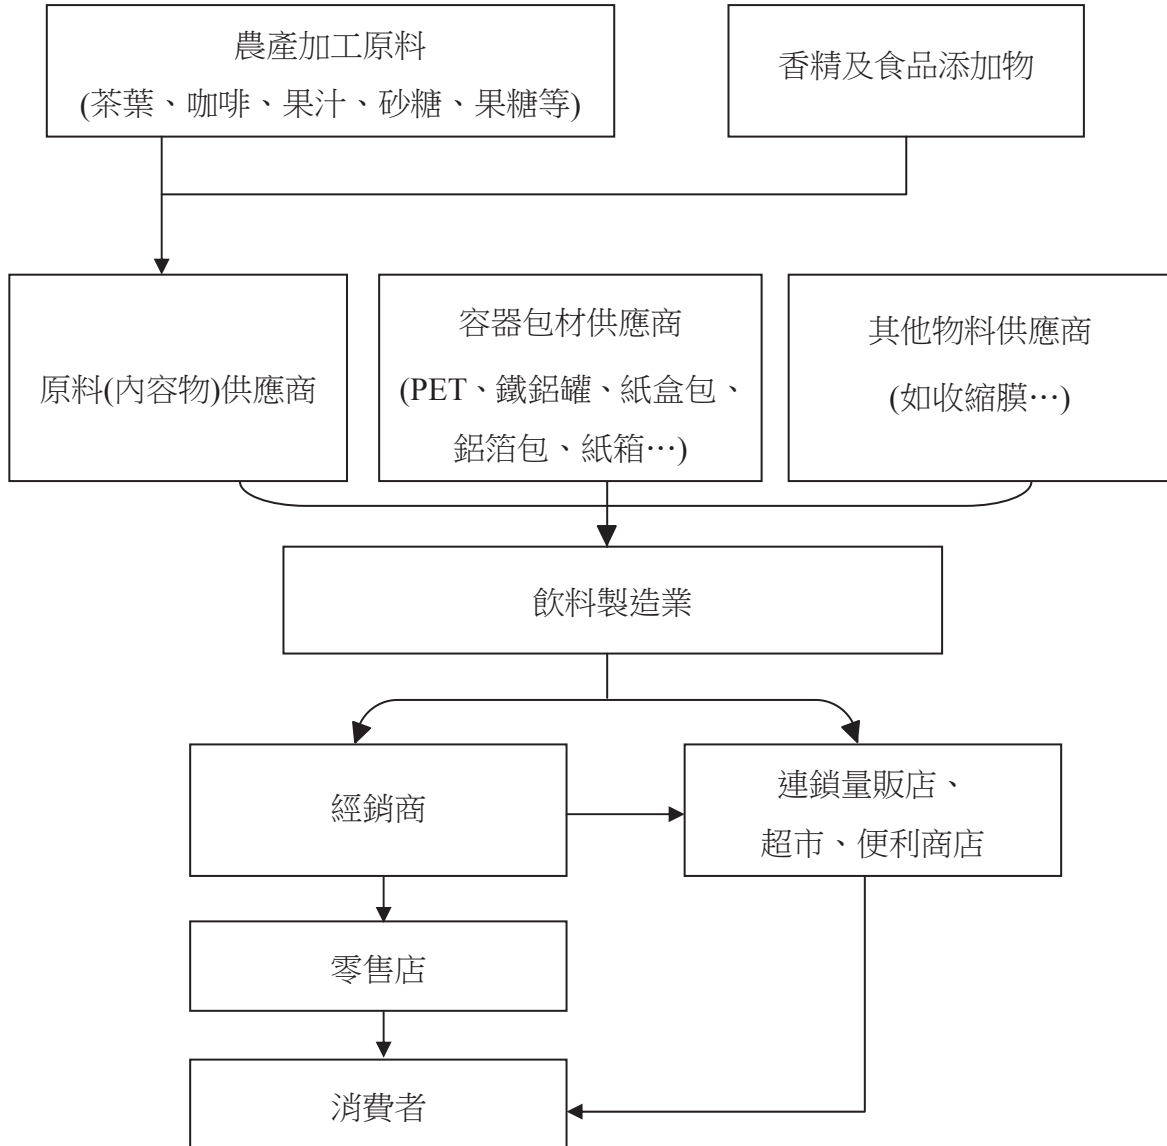 農產加工原料
(茶葉、咖啡、果汁、砂糖、果糖等)
香精及食品添加物
原料(內容物)供應商
容器包材供應商
(PET、鐵鋁罐、紙盒包、
鋁箔包、紙箱…)
其他物料供應商
(如收縮膜…)
飲料製造業
經銷商
連鎖量販店、
超市、便利商店
零售店
消費者